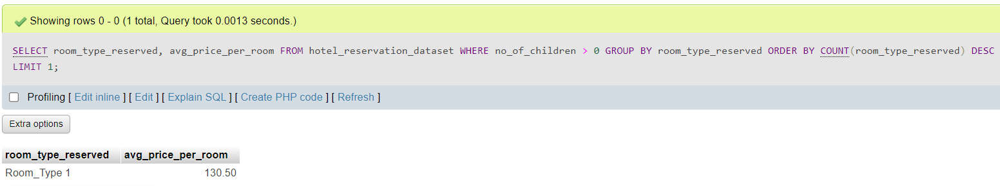 Showing rows 0 - 0 (1 total, Query took 0.0013 seconds.)
SELECT room_type_reserved, avg_price_per_room FROM hotel_reservation_dataset WHERE no_of_children > 0 GROUP BY room_type_reserved ORDER BY COUNT(room_type_reserved) DESC
LIMIT 1;
Profiling [ Edit inline ] [ Edit ] [ Explain SQL ] [ Create PHP code ] [ Refresh ]
Extra options
room_type_reserved avg_price_per_room
Room_Type 1 130.50